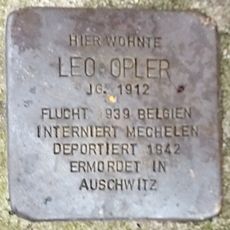 HIER WOHNTE
LEO OPLER
JG. 1912
FLUCHT 1939 BELGIEN
INTERNIERT MECHELEN
DEPORTIERT 1942
ERMORDET IN
AUSCHWITZ